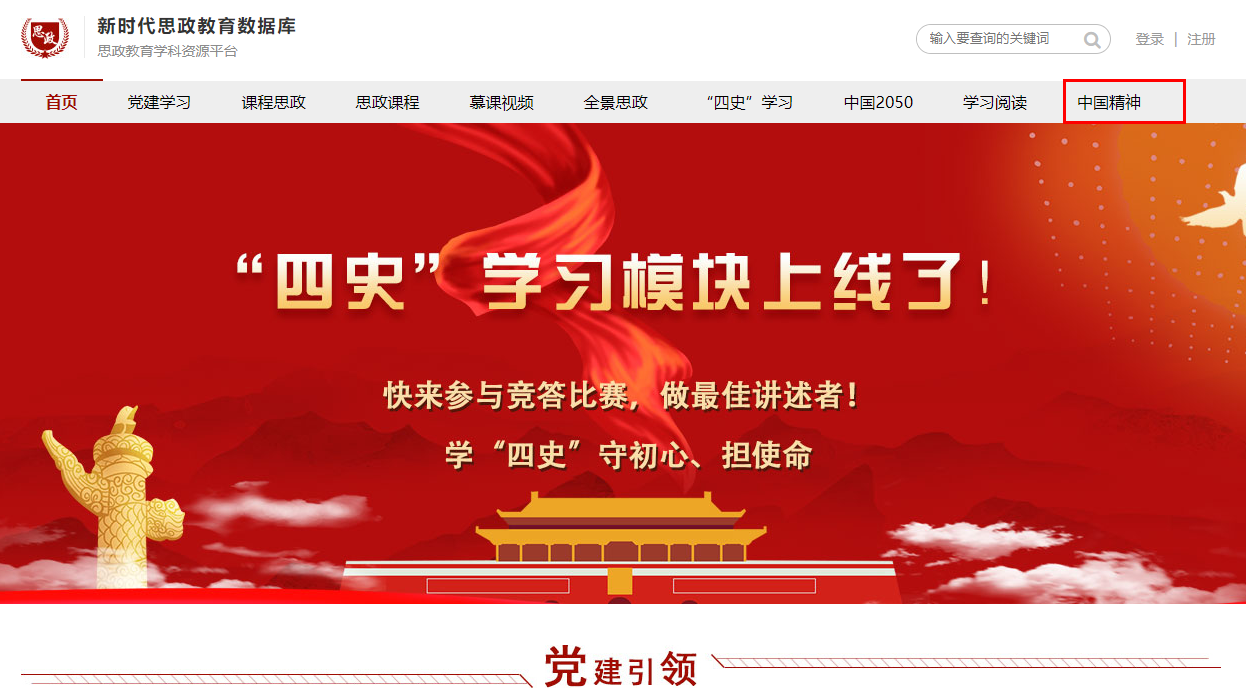 思政
新时代思政教育数据库
思政教育学科资源平台
输入要查询的关键词
登录 | 注册
首页 党建学习 课程思政 思政课程 慕课视频 全景思政 “四史”学习 中国2050 学习阅读 中国精神
“四史”学习模块上线了!
快来参与竞答比赛,做最佳讲述者!
学“四史”守初心、担使命
党建引领